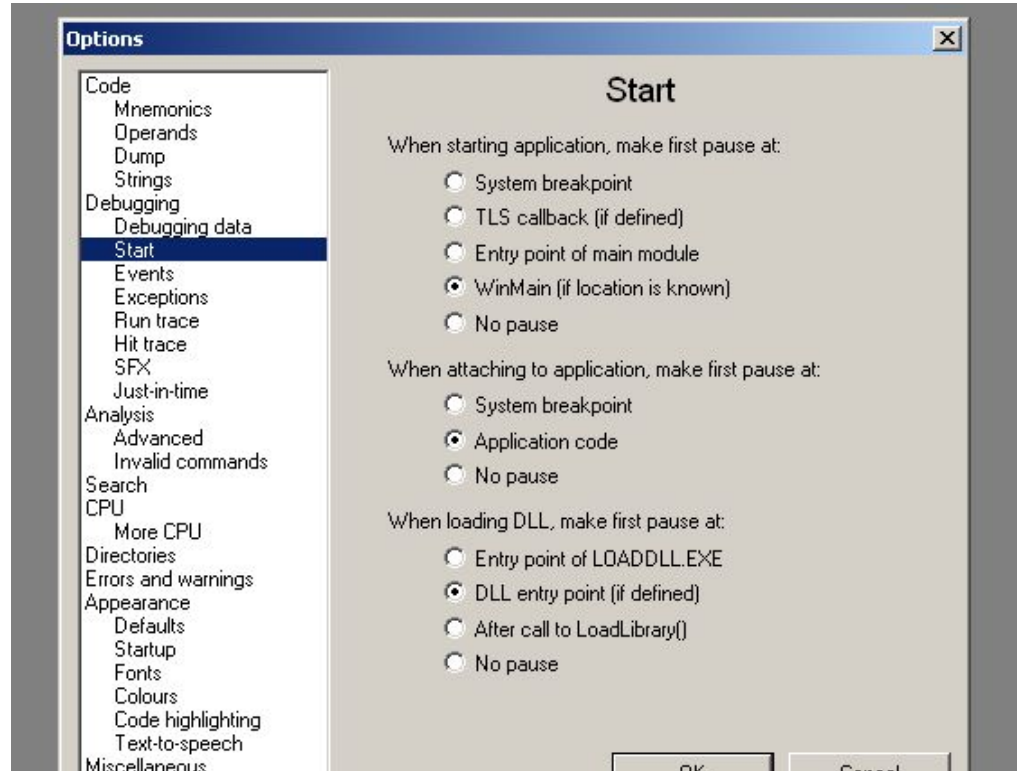 Options
Code
Mnemonics
Operands
Dump
Strings
Debugging
Debugging data
Start
Events
Exceptions
Run trace
Hit trace
SFX
Just-in-time
Analysis
Advanced
Invalid commands
Search
CPU
More CPU
Directories
Errors and warnings
Appearance
Defaults
Startup
Fonts
Colours
Code highlighting
Text-to-speech
Miscellaneous
Start
When starting application, make first pause at:
System breakpoint
TLS callback (if defined)
Entry point of main module
WinMain (if location is known)
No pause
When attaching to application, make first pause at:
System breakpoint
Application code
No pause
When loading DLL, make first pause at:
Entry point of LOADDLL.EXE
DLL entry point (if defined)
After call to LoadLibrary()
No pause
OK
Cancel